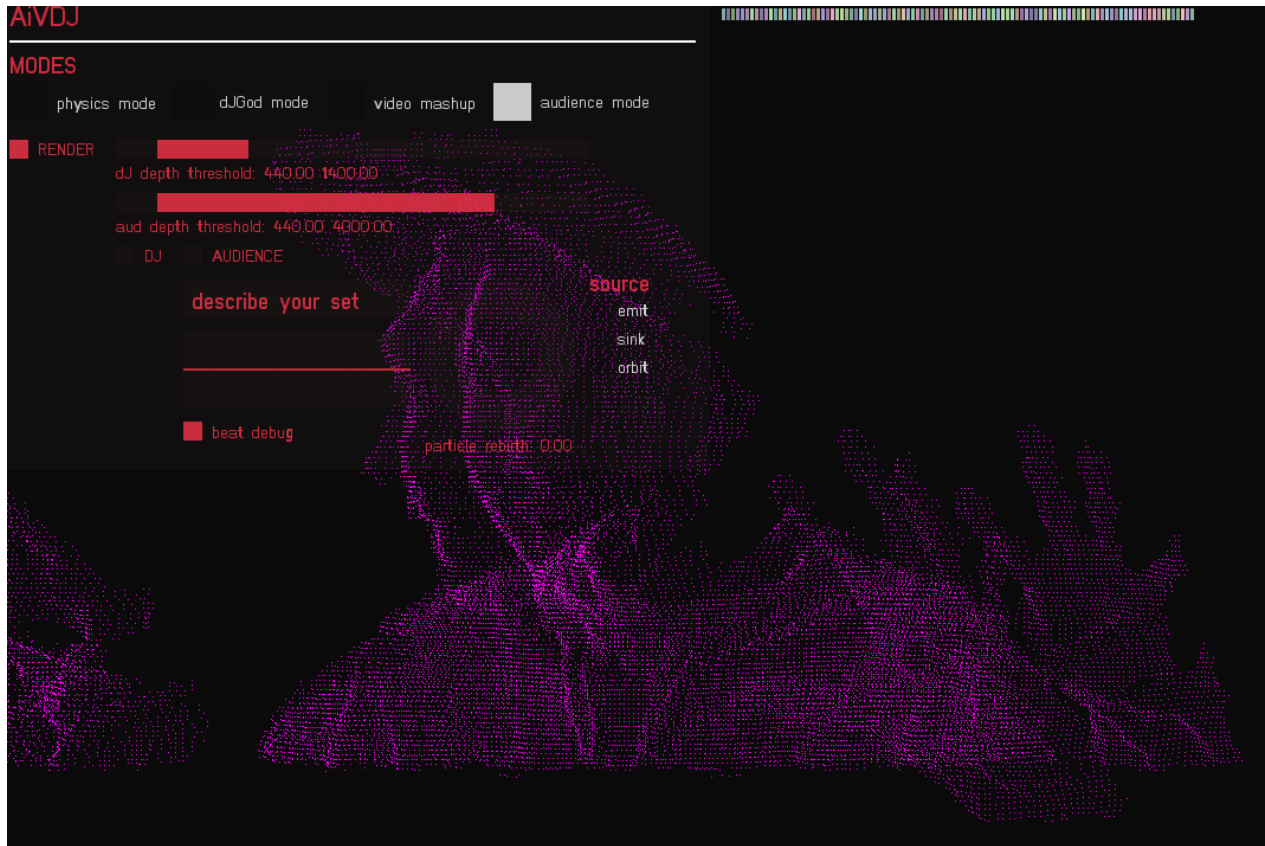 AiVDJ
MODES
physics mode dJGod mode video mashup audience mode
RENDER
dJ depth threshold: 440.00 1400.00
aud depth threshold: 440.00 4000.00
DJ AUDIENCE
source
describe your set
emit
sink
orbit
beat debug
particle rebirth: 0.00